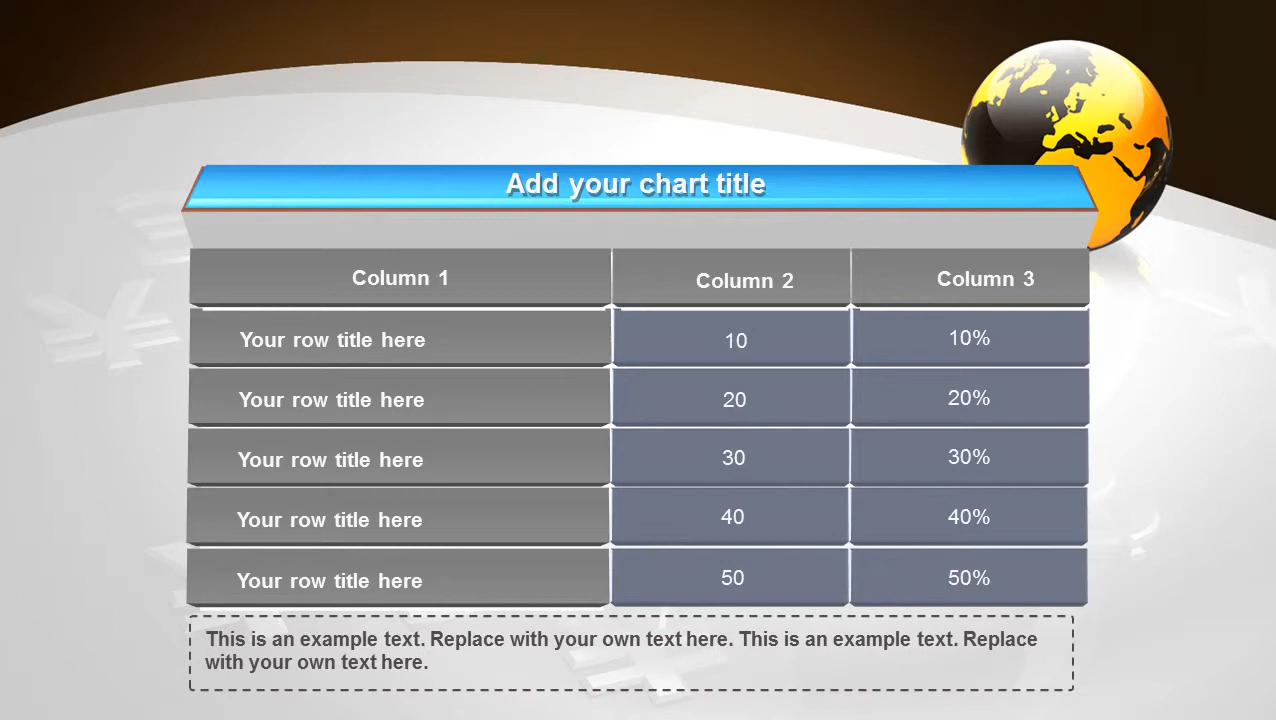 Add your chart title
Column 1 Column 2 Column 3
Your row title here 10 10%
Your row title here 20 20%
Your row title here 30 30%
Your row title here 40 40%
Your row title here 50 50%
This is an example text. Replace with your own text here. This is an example text. Replace
with your own text here.